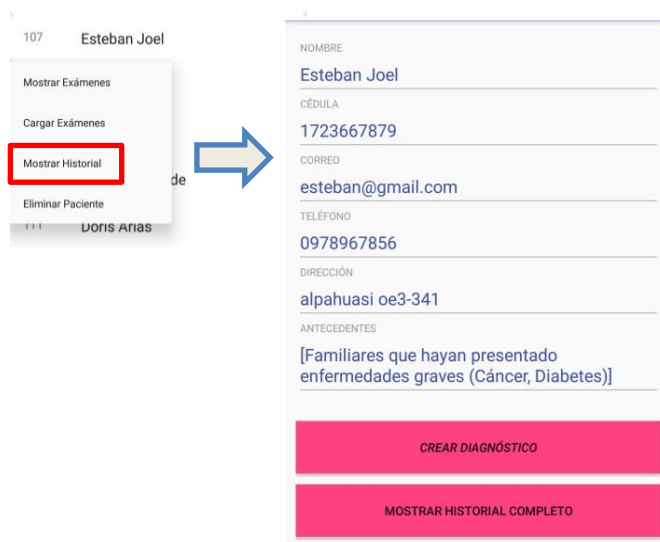 107 Esteban Joel
Mostrar Exámenes
Cargar Exámenes
Mostrar Historial
de
Eliminar Paciente
111 Doris Arias
NOMBRE
Esteban Joel
CÉDULA
1723667879
CORREO
esteban@gmail.com
TELÉFONO
0978967856
DIRECCIÓN
alpahuasi oe3-341
ANTECEDENTES
[Familiares que hayan presentado
enfermedades graves (Cáncer, Diabetes)]
CREAR DIAGNÓSTICO
MOSTRAR HISTORIAL COMPLETO